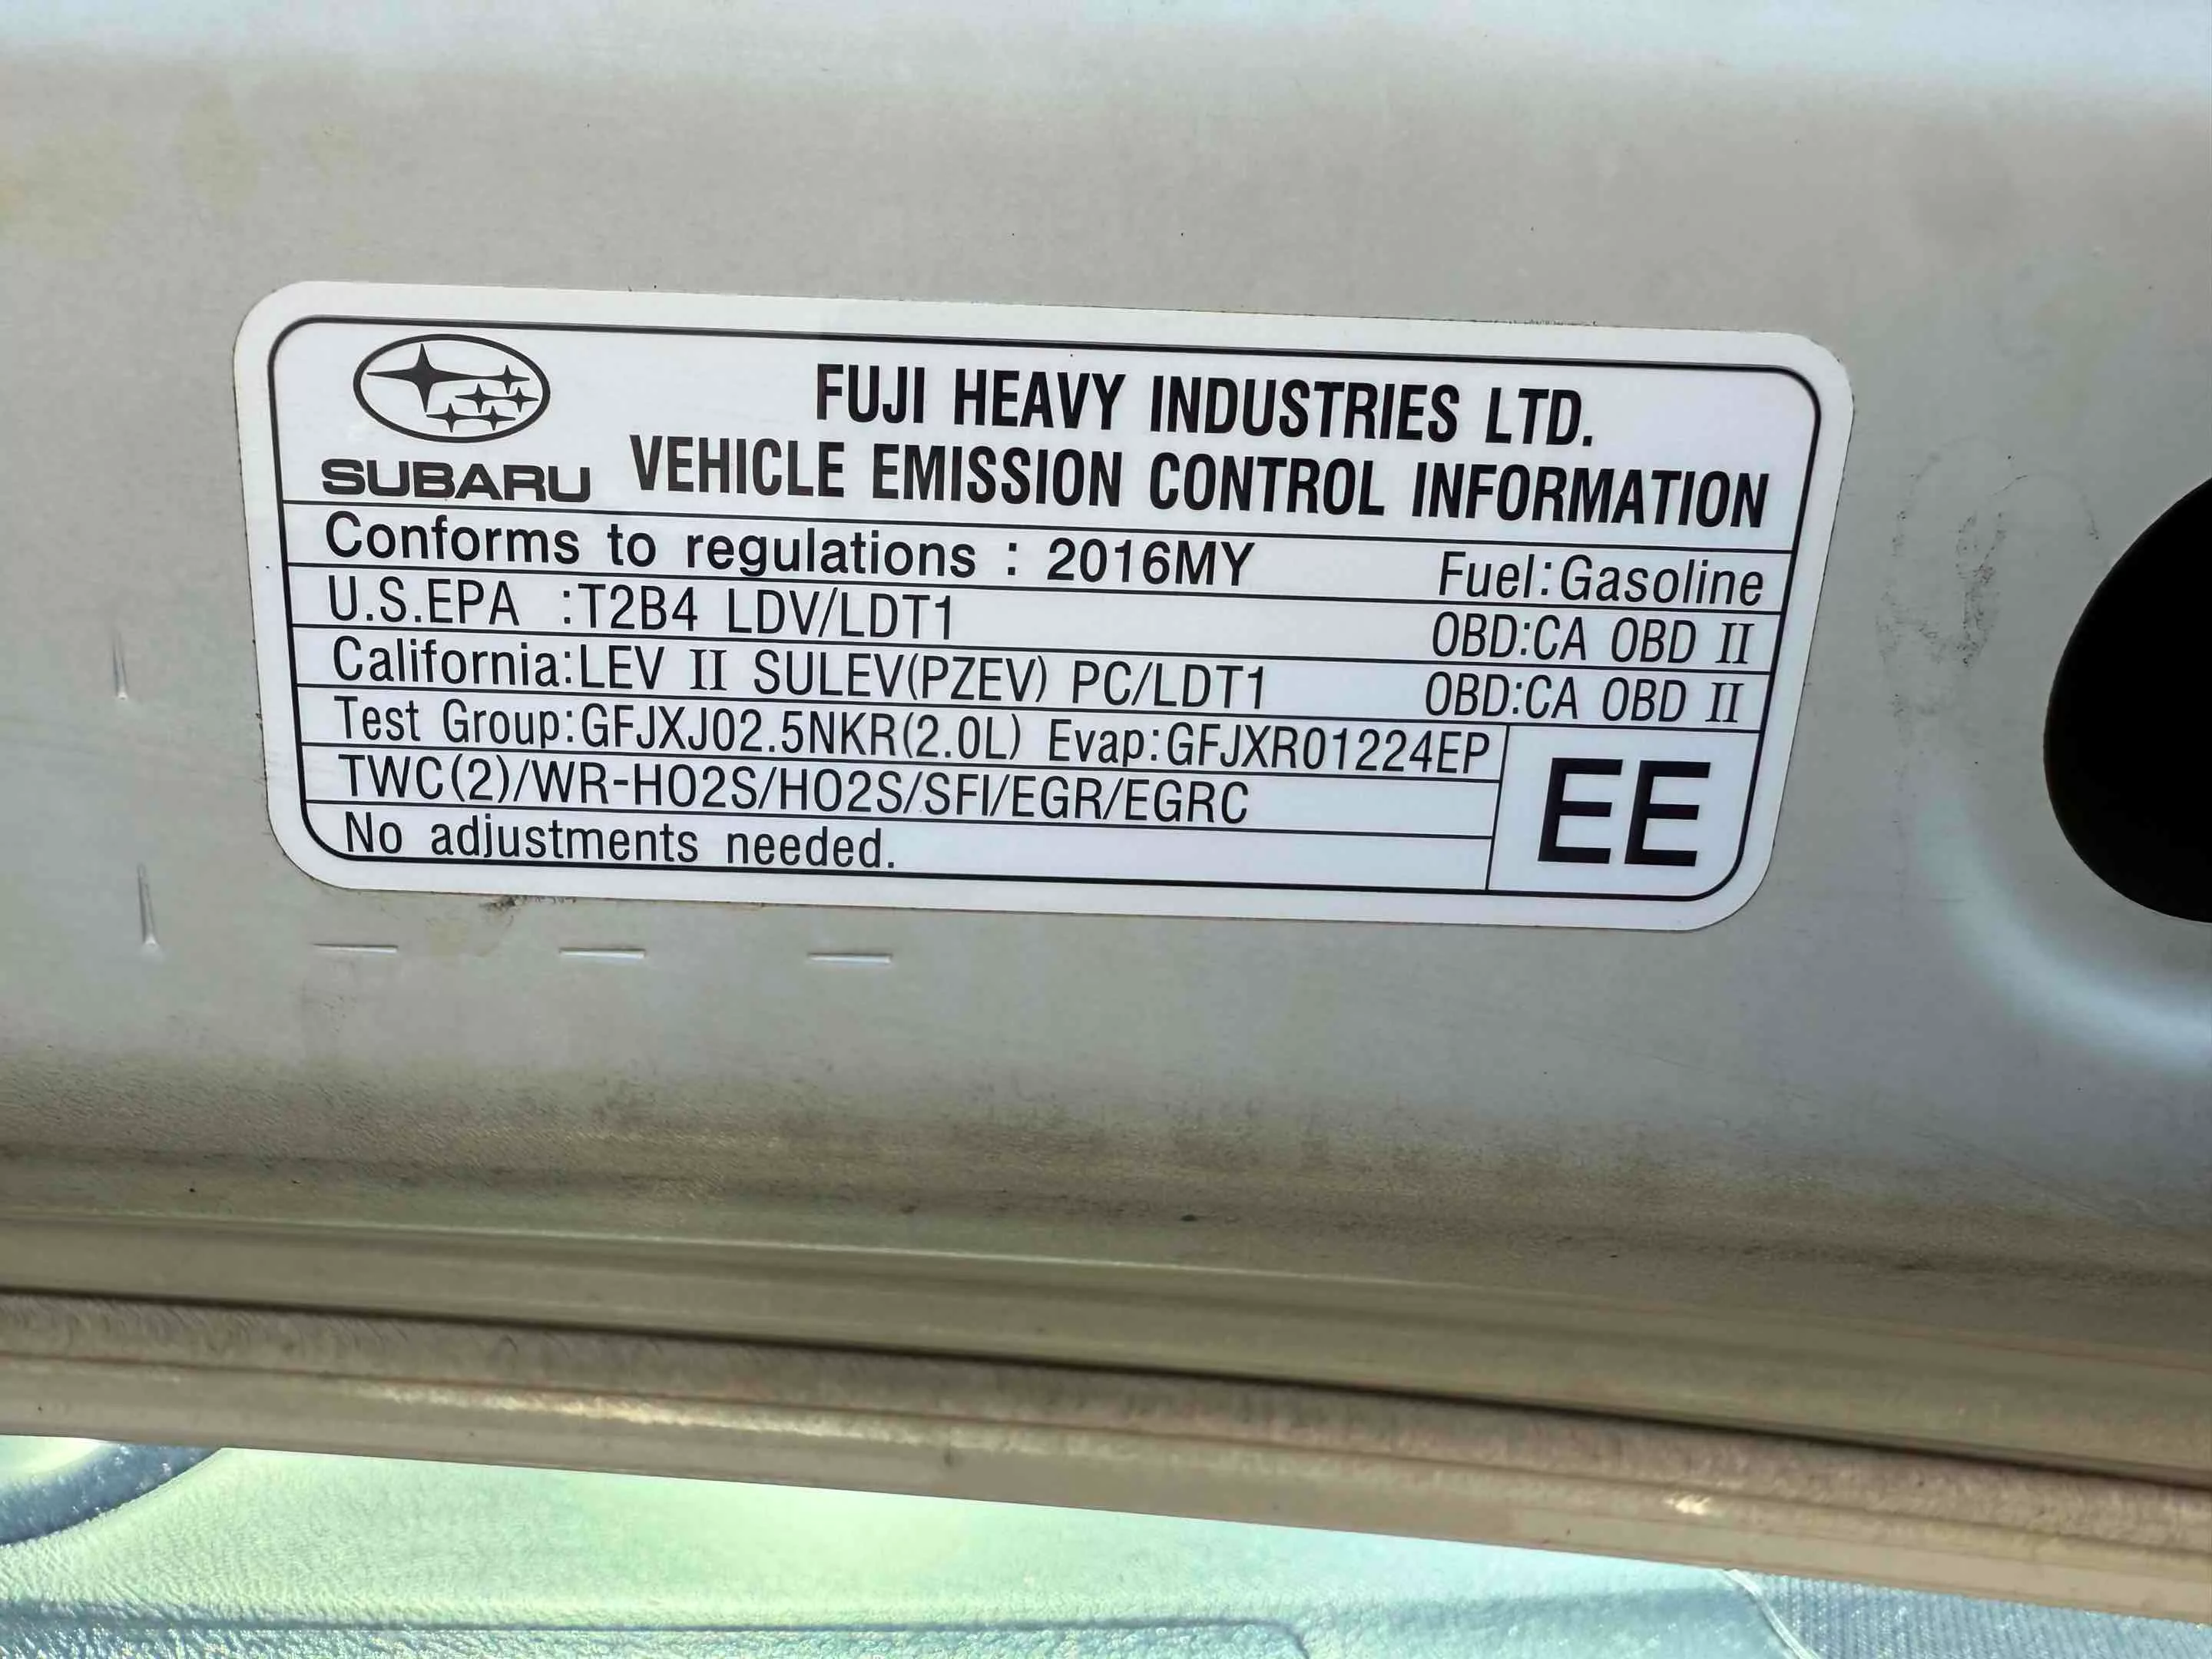 FUJI HEAVY INDUSTRIES LTD.
SUBARU VEHICLE EMISSION CONTROL INFORMATION
Conforms to regulations : 2016MY Fuel:Gasoline
U.S.EPA :T2B4 LDV/LDT1 OBD:CA OBD II
California:LEV II SULEV(PZEV) PC/LDT1 OBD:CA OBD II
Test Group:GFJXJ02.5NKR(2.0L) Evap:GFJXR01224EP
TWC(2)/WR-HO2S/HO2S/SFI/EGR/EGRC
EE
No adjustments needed.